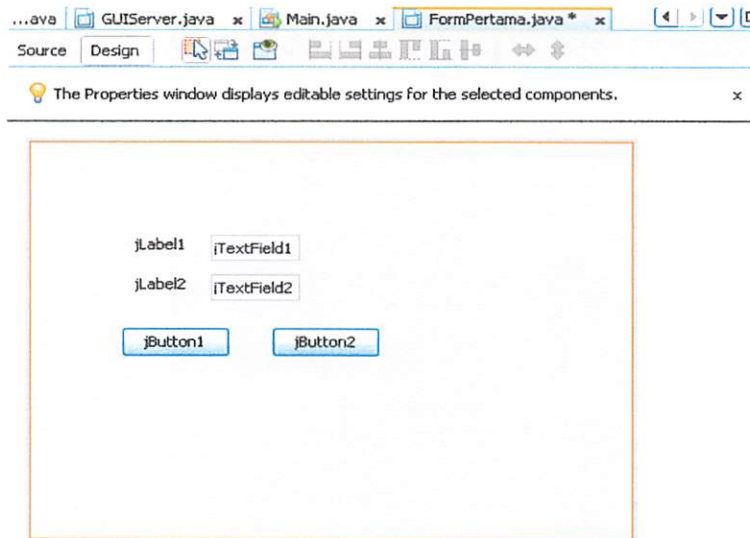 ...ava GUIServer.java x Main.java x FormPertama.java * x
Source Design
The Properties window displays editable settings for the selected components. x
jLabel1 jTextField1
jLabel2 jTextField2
jButton1 jButton2